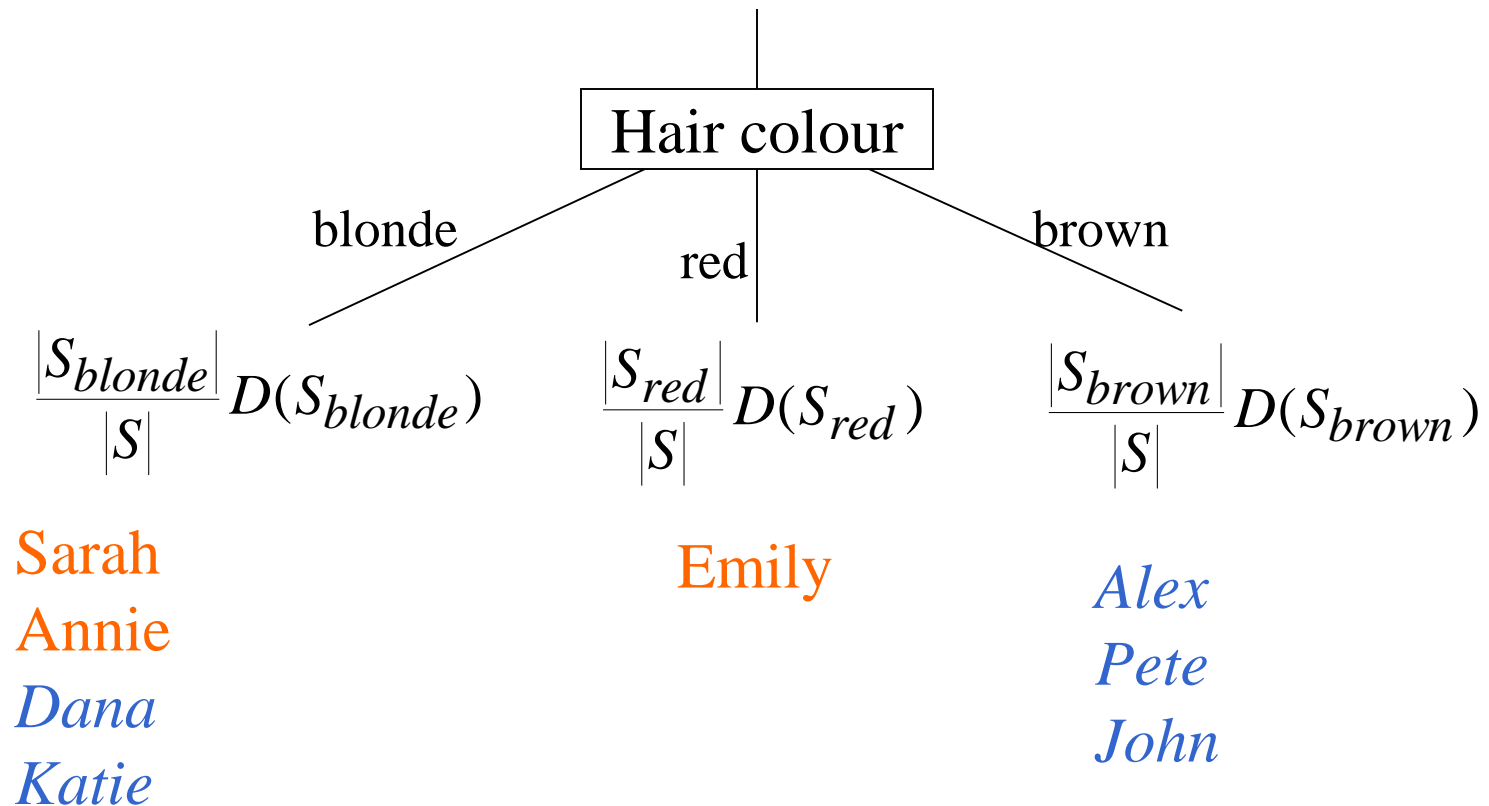 Hair colour
blonde
red
brown
|S_blonde| / |S| D(S_blonde)
|S_red| / |S| D(S_red)
|S_brown| / |S| D(S_brown)
Sarah
Annie
Dana
Katie
Emily
Alex
Pete
John